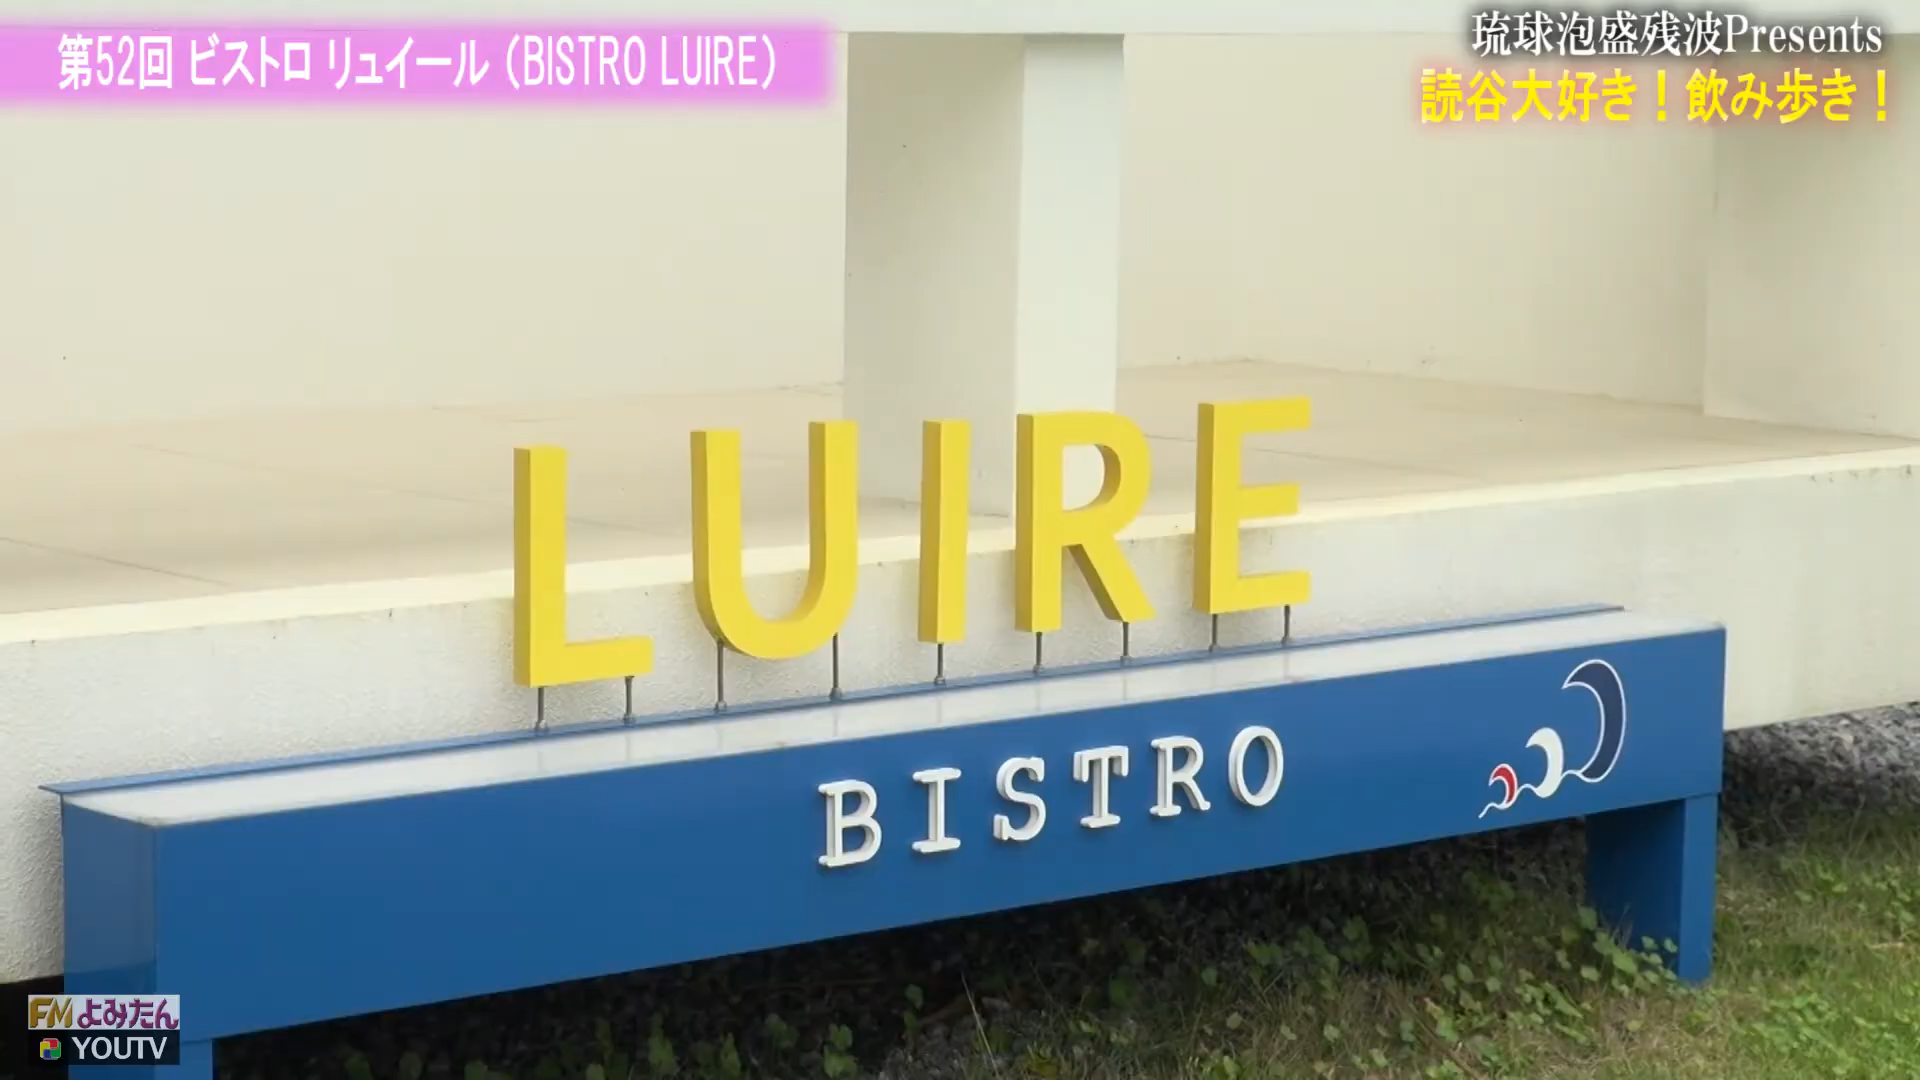 第52回 ビストロ リュイール（BISTRO LUIRE）
琉球泡盛残波Presents
読谷大好き！飲み歩き！
LUIRE
BISTRO
FMよみたん
YOUTV